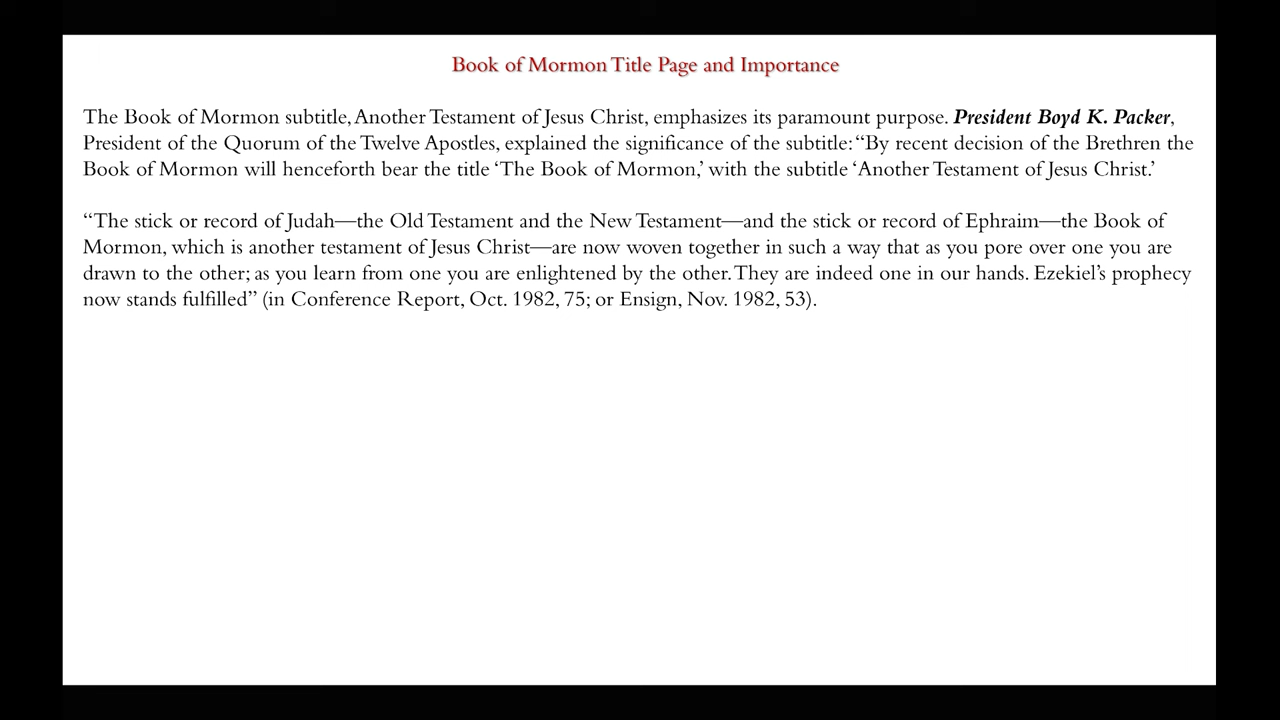 Book of Mormon Title Page and Importance
The Book of Mormon subtitle, Another Testament of Jesus Christ, emphasizes its paramount purpose. President Boyd K. Packer,
President of the Quorum of the Twelve Apostles, explained the significance of the subtitle: “By recent decision of the Brethren the
Book of Mormon will henceforth bear the title ‘The Book of Mormon,’ with the subtitle ‘Another Testament of Jesus Christ.’
“The stick or record of Judah—the Old Testament and the New Testament—and the stick or record of Ephraim—the Book of
Mormon, which is another testament of Jesus Christ—are now woven together in such a way that as you pore over one you are
drawn to the other; as you learn from one you are enlightened by the other. They are indeed one in our hands. Ezekiel’s prophecy
now stands fulfilled” (in Conference Report, Oct. 1982, 75; or Ensign, Nov. 1982, 53).